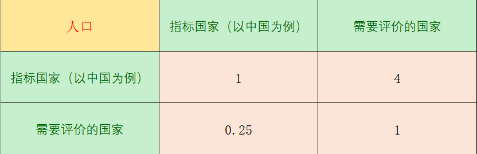 人口 指标国家（以中国为例） 需要评价的国家
指标国家（以中国为例） 1 4
需要评价的国家 0.25 1